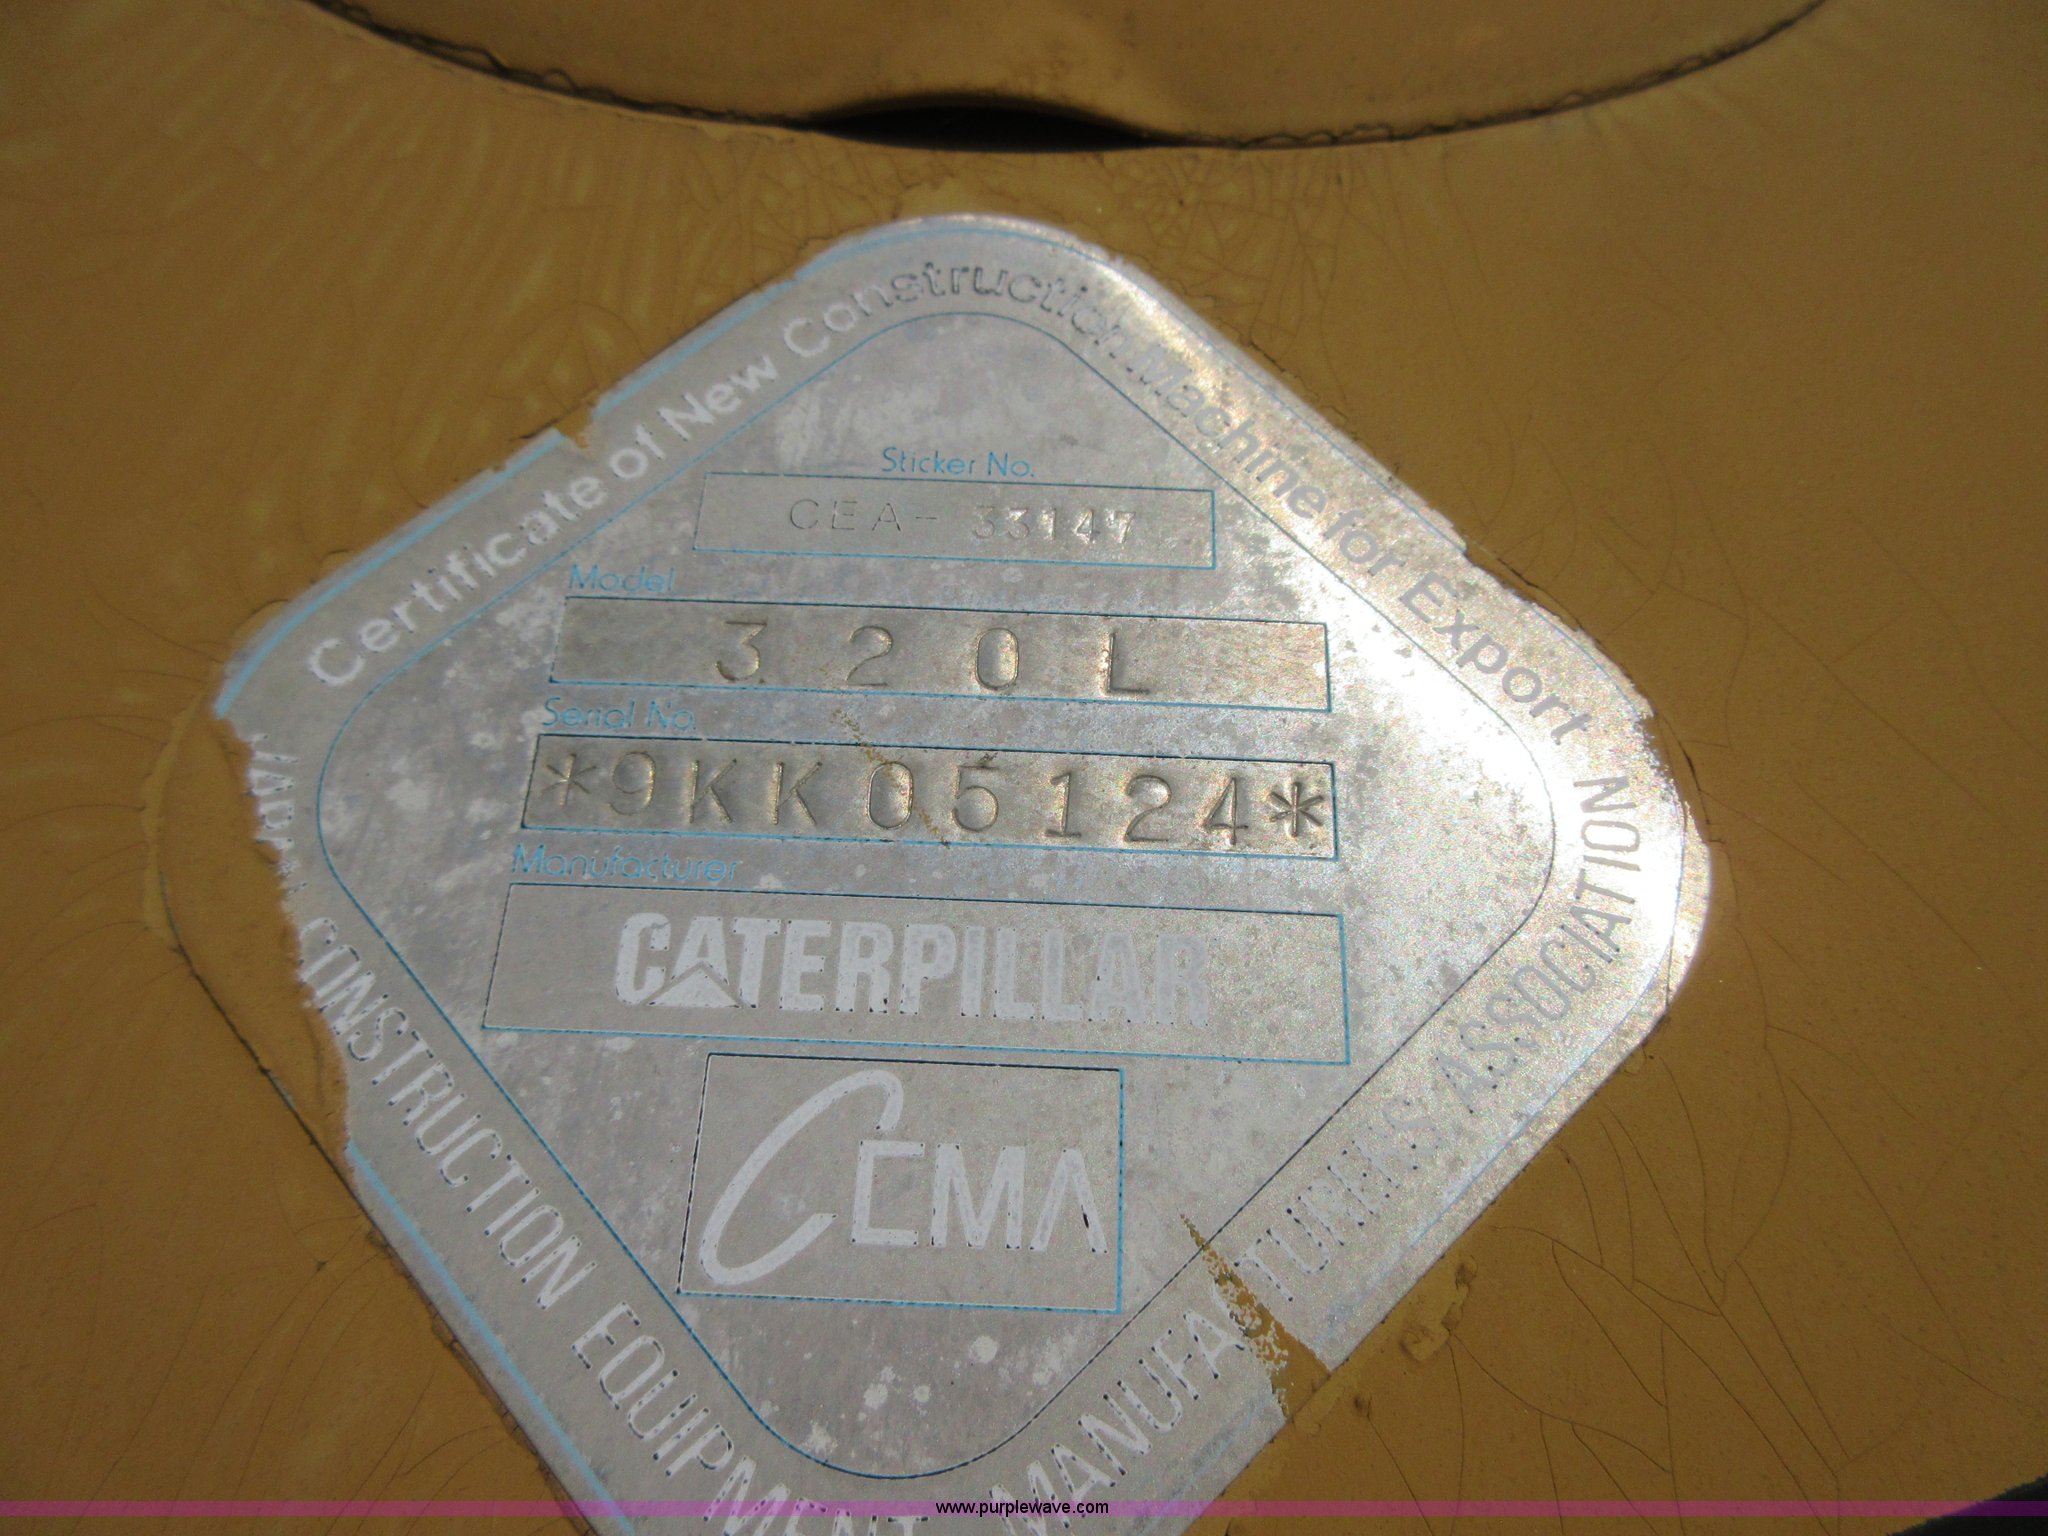 Certificate of New Construction Machine for Export
Sticker No.
CEA- 33147
Model
320L
Serial No.
*9KK05124*
Manufacturer
CATERPILLAR
CEMA
CONSTRUCTION EQUIPMENT MANUFACTURERS ASSOCIATION
www.purplewave.com